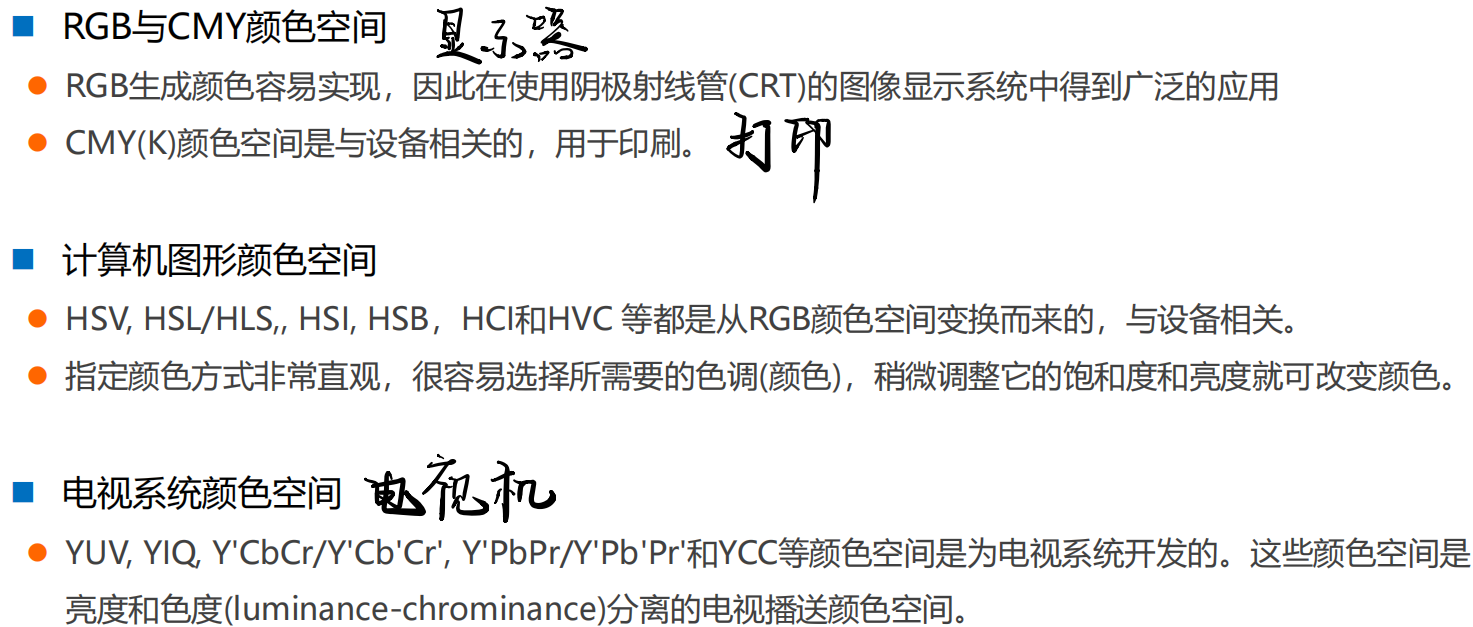 RGB与CMY颜色空间 显示器
RGB生成颜色容易实现，因此在使用阴极射线管(CRT)的图像显示系统中得到广泛的应用
CMY(K)颜色空间是与设备相关的，用于印刷。 打印
计算机图形颜色空间
HSV, HSL/HLS,, HSI, HSB，HCI和HVC 等都是从RGB颜色空间变换而来的，与设备相关。
指定颜色方式非常直观，很容易选择所需要的色调(颜色)，稍微调整它的饱和度和亮度就可改变颜色。
电视系统颜色空间 电视机
YUV, YIQ, Y'CbCr/Y'Cb'Cr', Y'PbPr/Y'Pb'Pr'和YCC等颜色空间是为电视系统开发的。这些颜色空间是
亮度和色度(luminance-chrominance)分离的电视播送颜色空间。